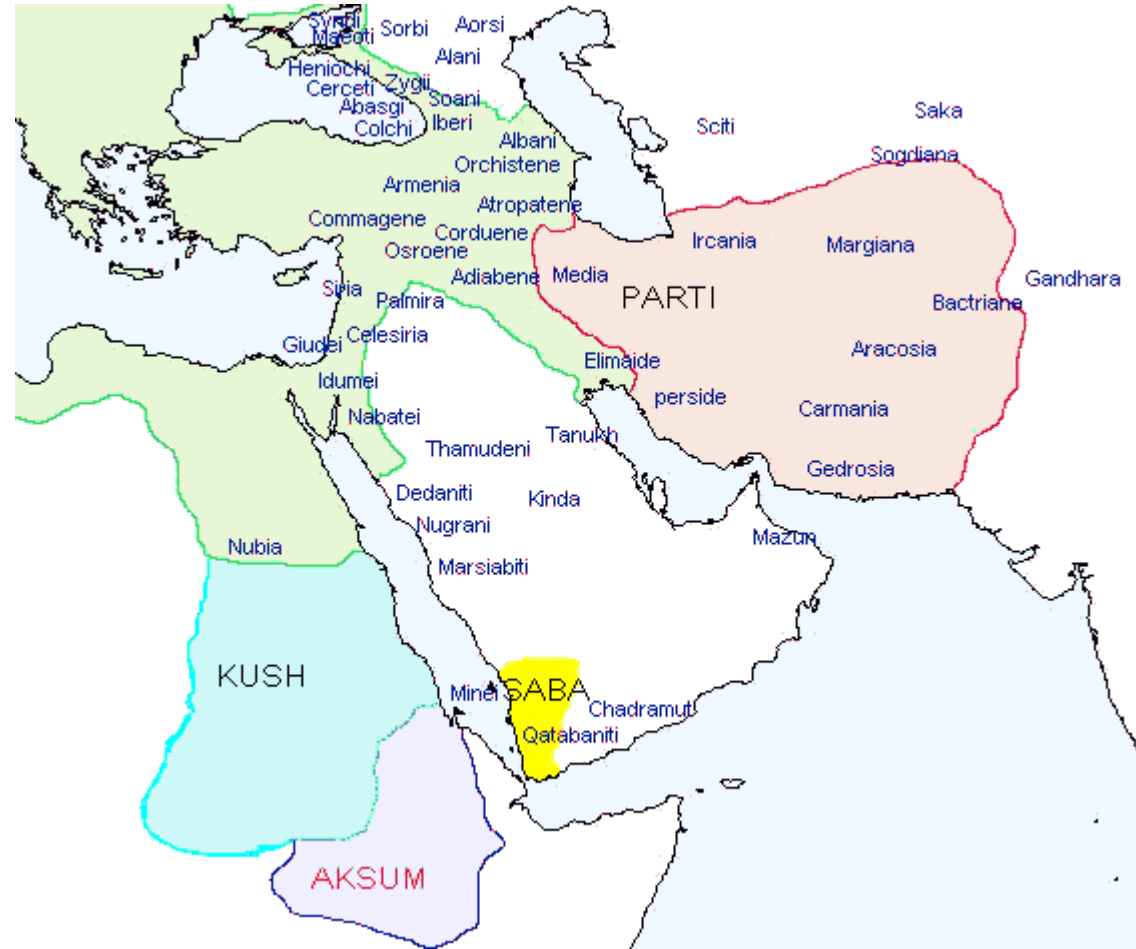 Syndi
Maeoti
Sorbi
Aorsi
Alani
Heniochi
Cerceti
Zygii
Abasgi
Soani
Colchi
Iberi
Albani
Orchistene
Armenia
Atropatene
Commagene
Corduene
Osroene
Adiabene
Media
Siria
Palmira
Giudei
Celesiria
Idumei
Nabatei
Elimaide
Sciti
Saka
Sogdiana
Ircania
Margiana
Gandhara
PARTI
Bactriana
Aracosia
perside
Carmania
Gedrosia
Thamudeni
Tanukh
Dedaniti
Kinda
Nugrani
Mazun
Marsiabiti
Nubia
KUSH
Minei
SABA
Chadramut
Qatabaniti
AKSUM